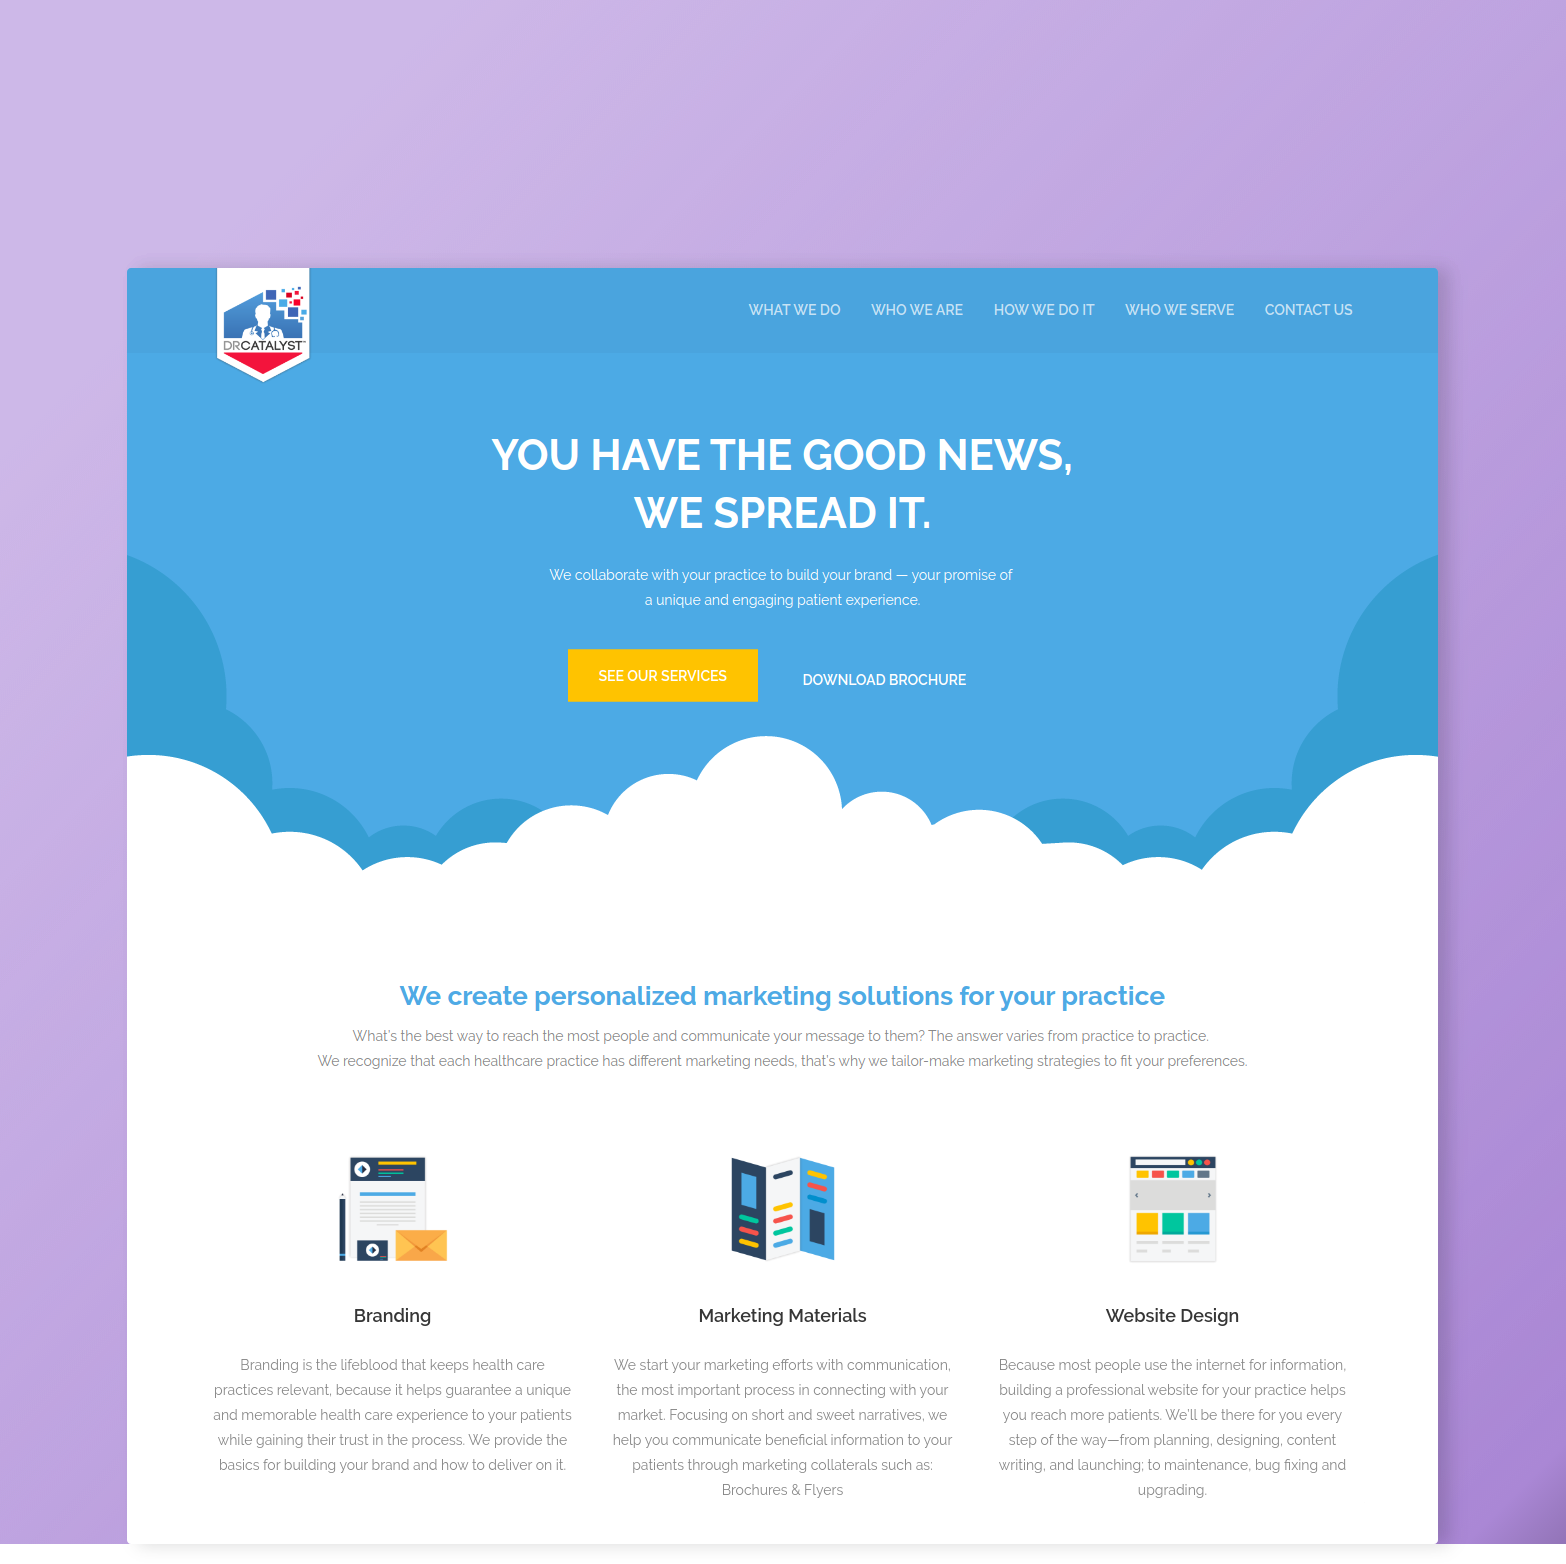 DRCATALYST
WHAT WE DO WHO WE ARE HOW WE DO IT WHO WE SERVE CONTACT US
YOU HAVE THE GOOD NEWS,
WE SPREAD IT.
We collaborate with your practice to build your brand — your promise of
a unique and engaging patient experience.
SEE OUR SERVICES
DOWNLOAD BROCHURE
We create personalized marketing solutions for your practice
What's the best way to reach the most people and communicate your message to them? The answer varies from practice to practice.
We recognize that each healthcare practice has different marketing needs, that's why we tailor-make marketing strategies to fit your preferences.
Branding
Branding is the lifeblood that keeps health care
practices relevant, because it helps guarantee a unique
and memorable health care experience to your patients
while gaining their trust in the process. We provide the
basics for building your brand and how to deliver on it.
Marketing Materials
We start your marketing efforts with communication,
the most important process in connecting with your
market. Focusing on short and sweet narratives, we
help you communicate beneficial information to your
patients through marketing collaterals such as:
Brochures & Flyers
Website Design
Because most people use the internet for information,
building a professional website for your practice helps
you reach more patients. We'll be there for you every
step of the way—from planning, designing, content
writing, and launching; to maintenance, bug fixing and
upgrading.